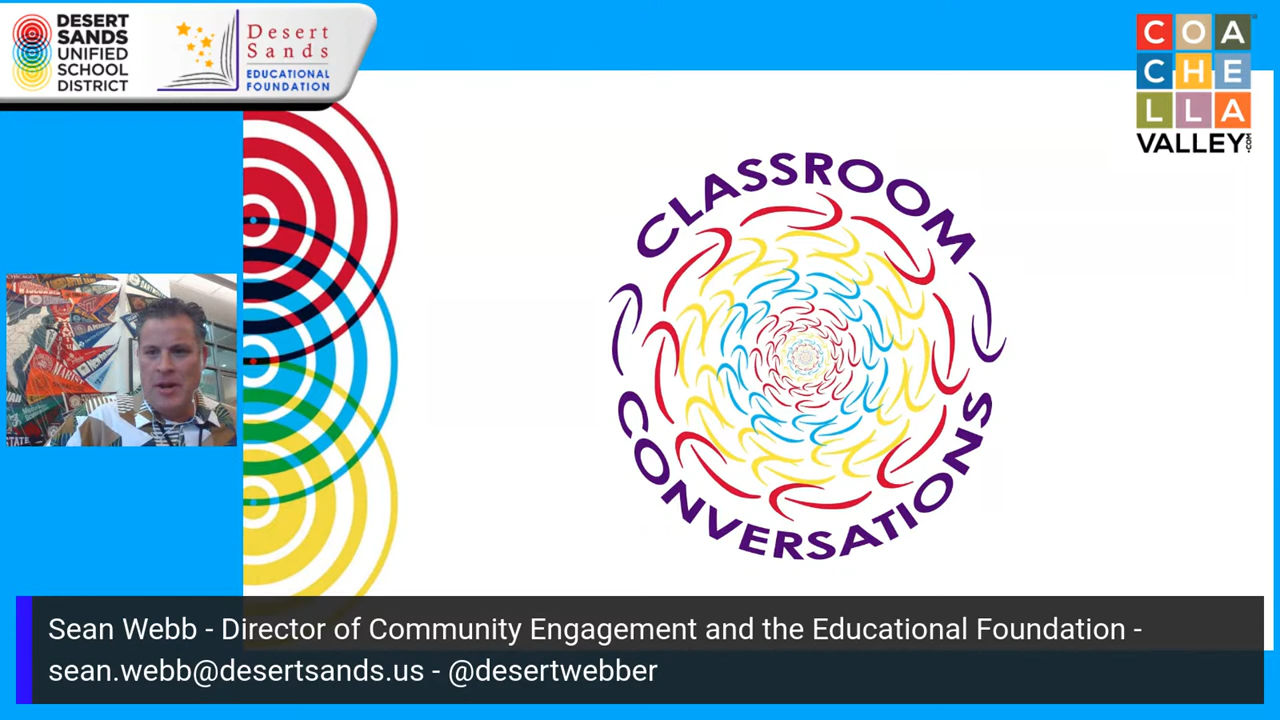 DESERT
SANDS
UNIFIED
SCHOOL
DISTRICT
Desert
Sands
EDUCATIONAL
FOUNDATION
COA
CHE
LLA
VALLEY.COM
CLASSROOM
CONVERSATIONS
Sean Webb - Director of Community Engagement and the Educational Foundation -
sean.webb@desertsands.us - @desertwebber